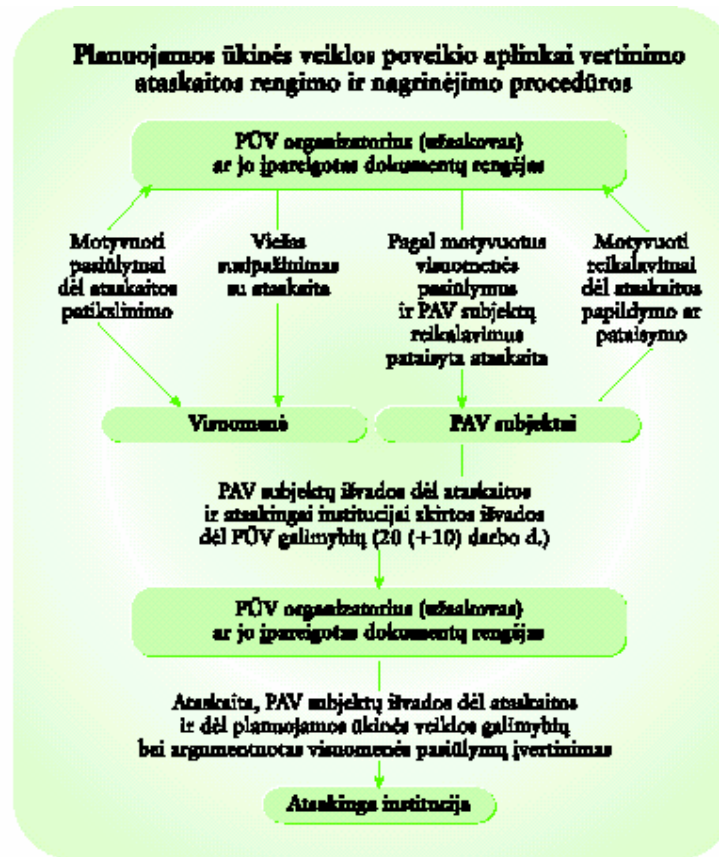 Planuojamos ūkinės veiklos poveikio aplinkai vertinimo
ataskaitos rengimo ir nagrinėjimo procedūros
PŪV organizatorius (užsakovas)
ar jo įpareigotas dokumentų rengėjas
Motyvuoti
pasiūlymai
dėl ataskaitos
patikslinimo
Viešas
susipažinimas
su ataskaita
Pagal motyvuotus
visuomenės
pasiūlymus
ir PAV subjektų
reikalavimus
pataisyta ataskaita
Motyvuoti
reikalavimai
dėl ataskaitos
papildymo ar
pataisymo
Visuomenė
PAV subjektai
PAV subjektų išvados dėl ataskaitos
ir atsakingai institucijai skirtos išvados
dėl PŪV galimybių (20 (+10) darbo d.)
PŪV organizatorius (užsakovas)
ar jo įpareigotas dokumentų rengėjas
Ataskaita, PAV subjektų išvados dėl ataskaitos
ir dėl planuojamos ūkinės veiklos galimybių
bei argumentuotas visuomenės pasiūlymų įvertinimas
Atsakinga institucija